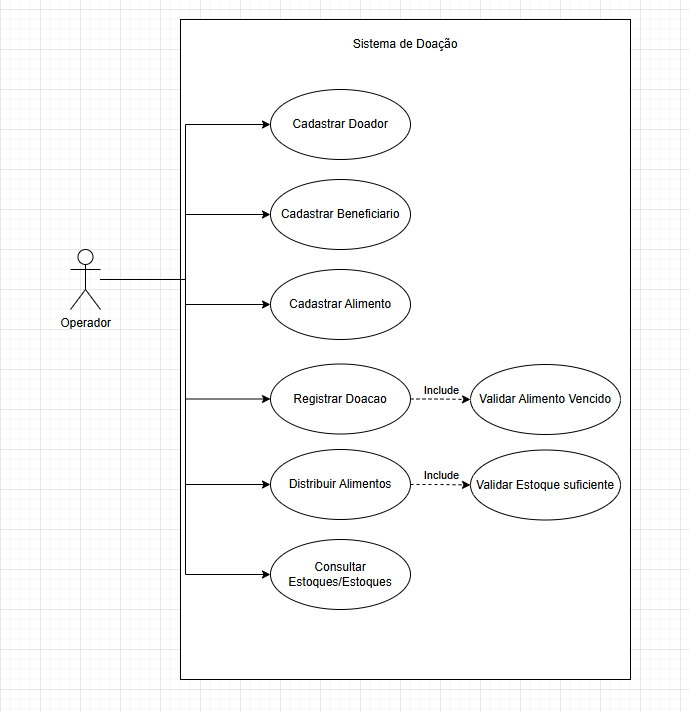 Sistema de Doação
Cadastrar Doador
Cadastrar Beneficiario
Operador
Cadastrar Alimento
Registrar Doacao
Include
Validar Alimento Vencido
Distribuir Alimentos
Include
Validar Estoque suficiente
Consultar
Estoques/Estoques